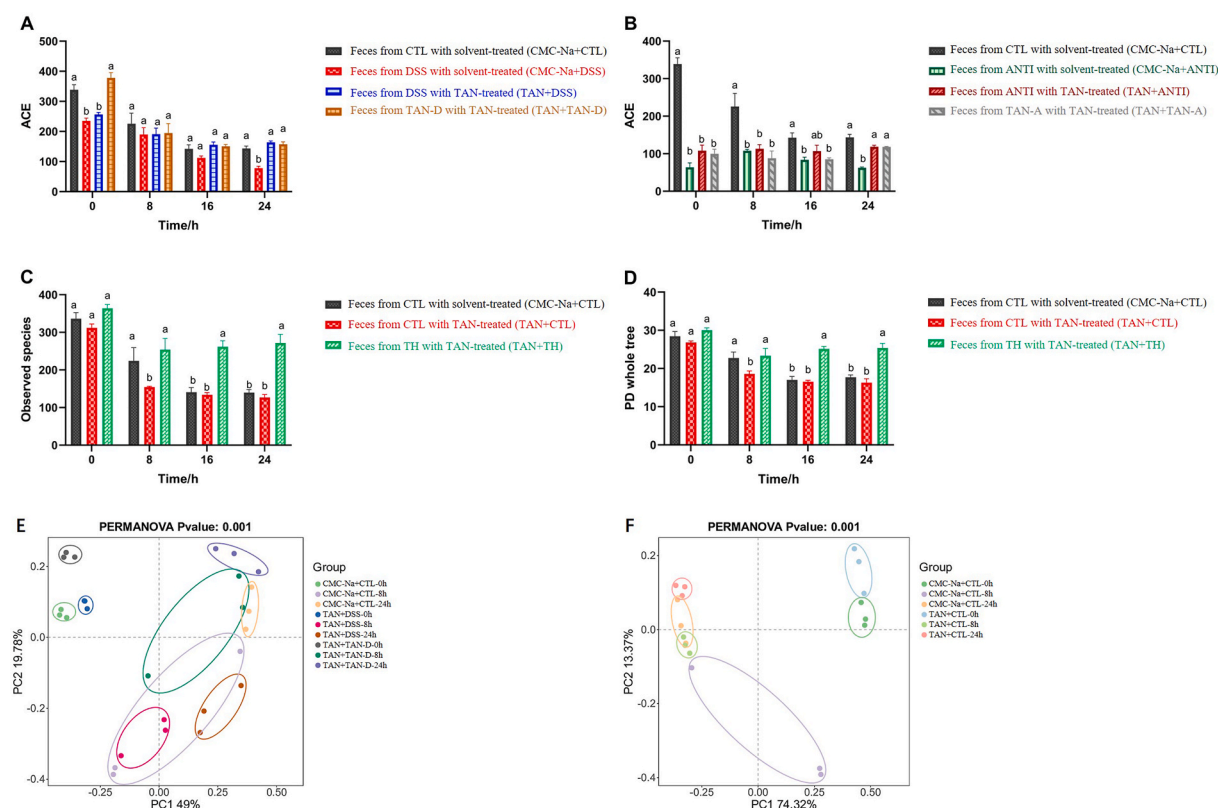 A
500
400
300
200
100
0
ACE
a
b
b
a
a
a
a
a
a
a
a
a
a
b
a
a
0
8
16
24
Time/h
Feces from CTL with solvent-treated (CMC-Na+CTL)
Feces from DSS with solvent-treated (CMC-Na+DSS)
Feces from DSS with TAN-treated (TAN+DSS)
Feces from TAN-D with TAN-treated (TAN+TAN-D)
B
400
300
200
100
0
ACE
a
b
b
b
a
b
b
b
a
b
ab
b
a
b
a
a
0
8
16
24
Time/h
Feces from CTL with solvent-treated (CMC-Na+CTL)
Feces from ANTI with solvent-treated (CMC-Na+ANTI)
Feces from ANTI with TAN-treated (TAN+ANTI)
Feces from TAN-A with TAN-treated (TAN+TAN-A)
C
400
300
200
100
0
Observed species
a
a
a
a
b
a
b
b
a
b
b
a
0
8
16
24
Time/h
Feces from CTL with solvent-treated (CMC-Na+CTL)
Feces from CTL with TAN-treated (TAN+CTL)
Feces from TH with TAN-treated (TAN+TH)
D
40
30
20
10
0
PD whole tree
a
a
a
a
b
a
b
b
a
b
b
a
0
8
16
24
Time/h
Feces from CTL with solvent-treated (CMC-Na+CTL)
Feces from CTL with TAN-treated (TAN+CTL)
Feces from TH with TAN-treated (TAN+TH)
E
PERMANOVA Pvalue: 0.001
0.2
0.0
-0.2
-0.4
PC2 19.78%
-0.25
0.00
0.25
0.50
PC1 49%
Group
CMC-Na+CTL-0h
CMC-Na+CTL-8h
CMC-Na+CTL-24h
TAN+DSS-0h
TAN+DSS-8h
TAN+DSS-24h
TAN+TAN-D-0h
TAN+TAN-D-8h
TAN+TAN-D-24h
F
PERMANOVA Pvalue: 0.001
0.2
0.0
-0.2
-0.4
PC2 13.37%
-0.25
0.00
0.25
0.50
PC1 74.32%
Group
CMC-Na+CTL-0h
CMC-Na+CTL-8h
CMC-Na+CTL-24h
TAN+CTL-0h
TAN+CTL-8h
TAN+CTL-24h